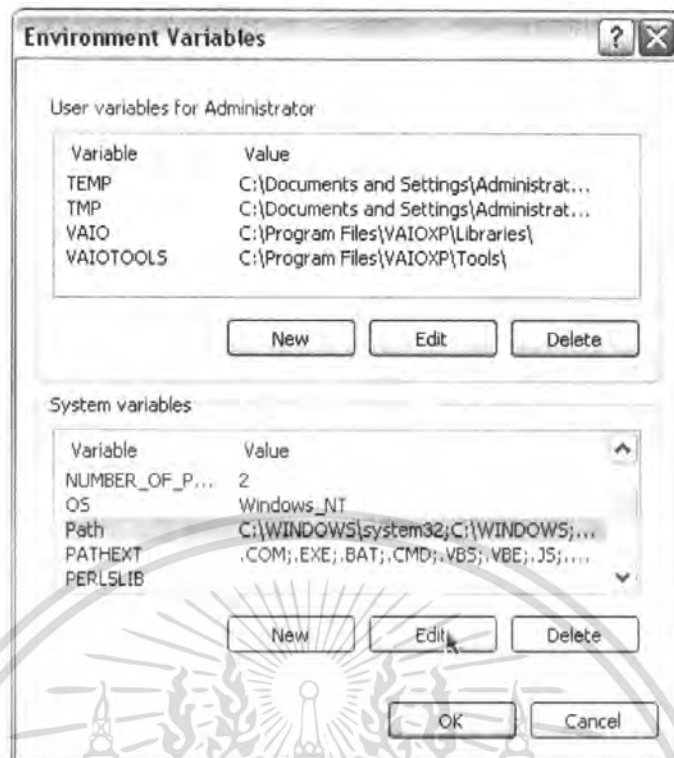 Environment Variables
User variables for Administrator
Variable Value
TEMP C:\Documents and Settings\Administrat...
TMP C:\Documents and Settings\Administrat...
VAIO C:\Program Files\VAIOXP\Libraries\
VAIOTOOLS C:\Program Files\VAIOXP\Tools\
New Edit Delete
System variables
Variable Value
NUMBER_OF_P... 2
OS Windows_NT
Path C:\WINDOWS\system32;C:\WINDOWS;...
PATHEXT .COM;.EXE;.BAT;.CMD;.VBS;.VBE;.JS;....
PERL5LIB
New Edit Delete
OK Cancel